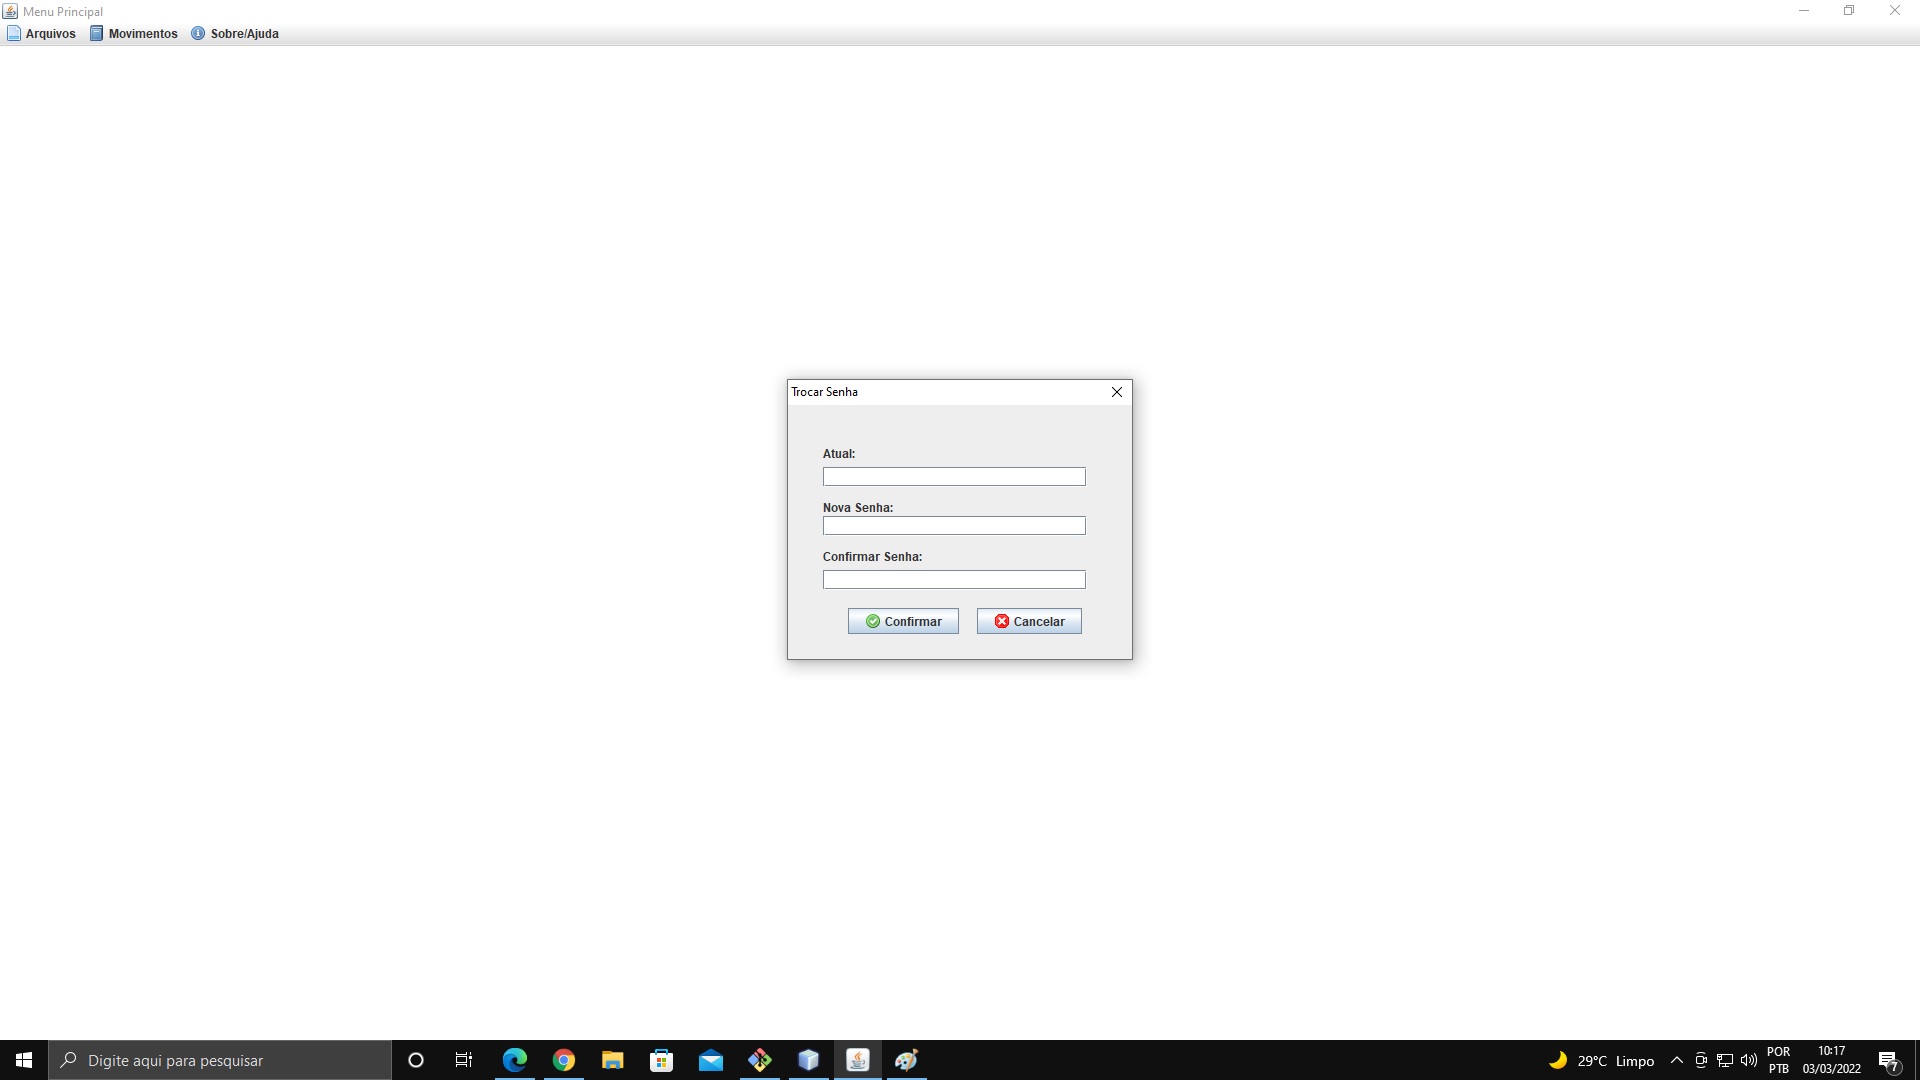 Menu Principal
Arquivos Movimentos Sobre/Ajuda
Trocar Senha
Atual:
Nova Senha:
Confirmar Senha:
Confirmar Cancelar
Digite aqui para pesquisar
29°C Limpo
POR
PTB
10:17
03/03/2022
7